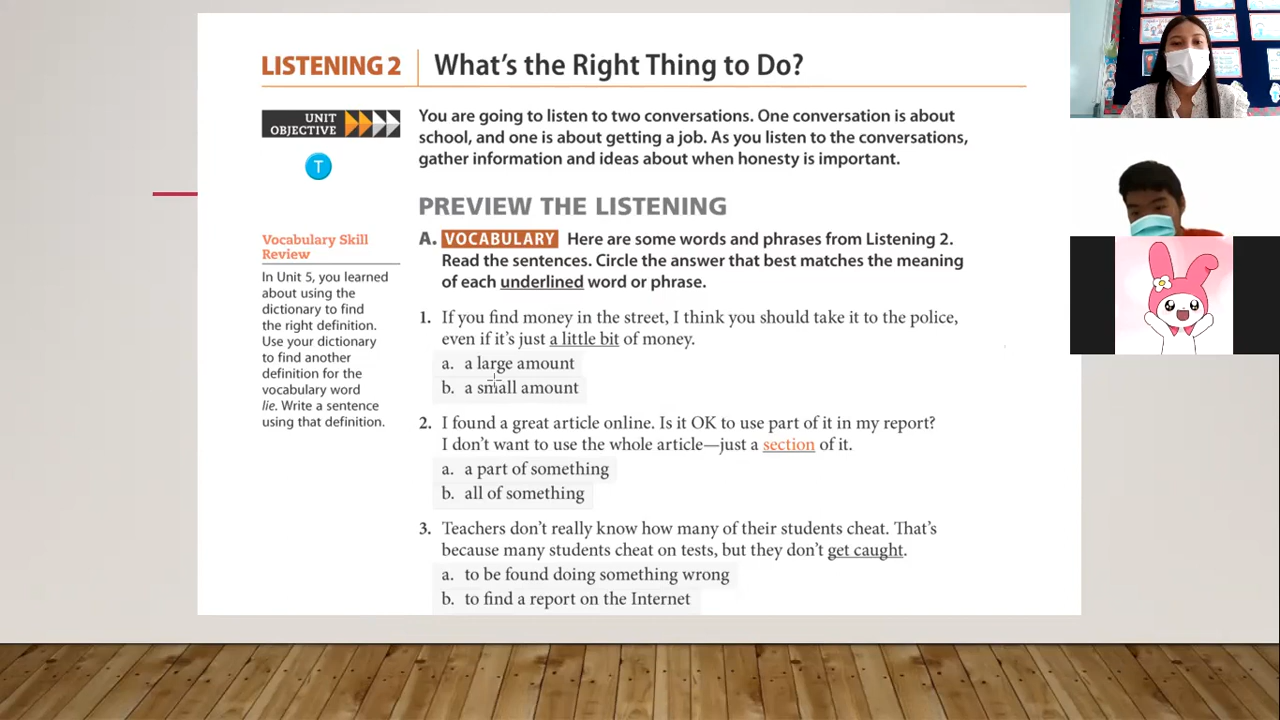 LISTENING 2
What's the Right Thing to Do?
UNIT
OBJECTIVE
T
You are going to listen to two conversations. One conversation is about
school, and one is about getting a job. As you listen to the conversations,
gather information and ideas about when honesty is important.
PREVIEW THE LISTENING
Vocabulary Skill
Review
In Unit 5, you learned
about using the
dictionary to find
the right definition.
Use your dictionary
to find another
definition for the
vocabulary word
lie. Write a sentence
using that definition.
A. VOCABULARY Here are some words and phrases from Listening 2.
Read the sentences. Circle the answer that best matches the meaning
of each underlined word or phrase.
1. If you find money in the street, I think you should take it to the police,
even if it's just a little bit of money.
a. a large amount
b. a small amount
2. I found a great article online. Is it OK to use part of it in my report?
I don't want to use the whole article—just a section of it.
a. a part of something
b. all of something
3. Teachers don't really know how many of their students cheat. That's
because many students cheat on tests, but they don't get caught.
a. to be found doing something wrong
b. to find a report on the Internet